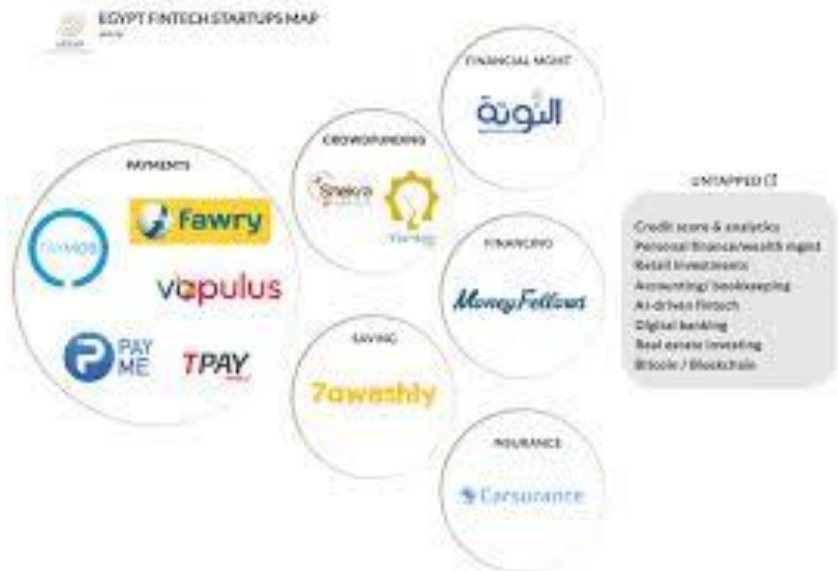 EGYPT FINTECH STARTUPS MAP
FINANCIAL MGMT
النوتة
CROWDFUNDING
Shekra
PAYMENTS
PAYMOB
Fawry
vapulus
PAY
ME
TPAY
FINANCING
MoneyFellows
SAVING
7aweshly
INSURANCE
Carsurance
UNTAPPED
Credit score & analytics
Personal finance/wealth mgmt
Retail investments
Accounting/ bookkeeping
AI-driven fintech
Digital banking
Real estate investing
Bitcoin / Blockchain